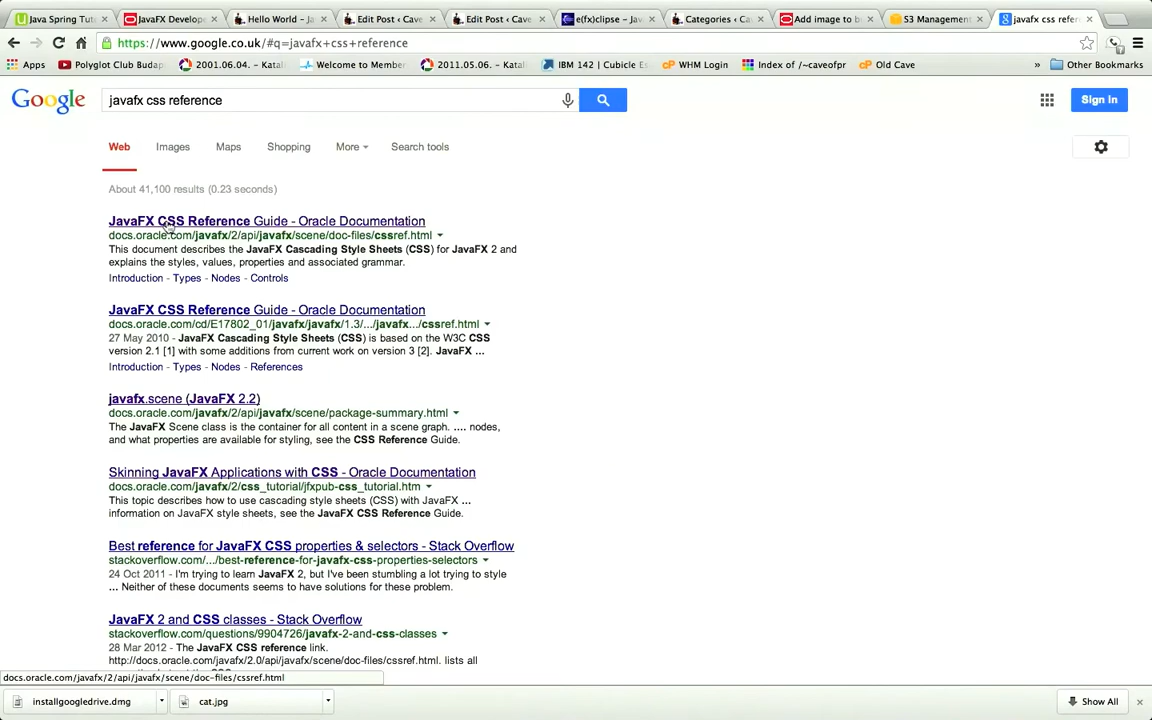 Java Spring Tuto
JavaFX Develope
Hello World - Ja
Edit Post ‹ Cave
Edit Post ‹ Cave
e(fx)clipse - Jav
Categories ‹ Ca
Add image to b
S3 Management
javafx css refer
https://www.google.co.uk/#q=javafx+css+reference
Apps
Polyglot Club Budap
2001.06.04. - Katal
Welcome to Member
2011.05.06. - Katal
IBM 142 | Cubicle Es
WHM Login
Index of /~caveofpr
Old Cave
»
Other Bookmarks
Google
javafx css reference
Sign in
Web
Images
Maps
Shopping
More
Search tools
About 41,100 results (0.23 seconds)
JavaFX CSS Reference Guide - Oracle Documentation
docs.oracle.com/javafx/2/api/javafx/scene/doc-files/cssref.html
This document describes the JavaFX Cascading Style Sheets (CSS) for JavaFX 2 and
explains the styles, values, properties and associated grammar.
Introduction - Types - Nodes - Controls
JavaFX CSS Reference Guide - Oracle Documentation
docs.oracle.com/cd/E17802_01/javafx/javafx/1.3/.../javafx.../cssref.html
27 May 2010 - JavaFX Cascading Style Sheets (CSS) is based on the W3C CSS
version 2.1 [1] with some additions from current work on version 3 [2]. JavaFX ...
Introduction - Types - Nodes - References
javafx.scene (JavaFX 2.2)
docs.oracle.com/javafx/2/api/javafx/scene/package-summary.html
The JavaFX Scene class is the container for all content in a scene graph. .... nodes,
and what properties are available for styling, see the CSS Reference Guide.
Skinning JavaFX Applications with CSS - Oracle Documentation
docs.oracle.com/javafx/2/css_tutorial/jfxpub-css_tutorial.htm
This topic describes how to use cascading style sheets (CSS) with JavaFX ...
information on JavaFX style sheets, see the JavaFX CSS Reference Guide.
Best reference for JavaFX CSS properties & selectors - Stack Overflow
stackoverflow.com/.../best-reference-for-javafx-css-properties-selectors
24 Oct 2011 - I'm trying to learn JavaFX 2, but I've been stumbling a lot trying to style
... Neither of these documents seems to have solutions for these problem.
JavaFX 2 and CSS classes - Stack Overflow
stackoverflow.com/questions/9904726/javafx-2-and-css-classes
28 Mar 2012 - The JavaFX CSS reference link.
http://docs.oracle.com/javafx/2.0/api/javafx/scene/doc-files/cssref.html. lists all
docs.oracle.com/javafx/2/api/javafx/scene/doc-files/cssref.html
installgoogledrive.dmg
cat.jpg
Show All